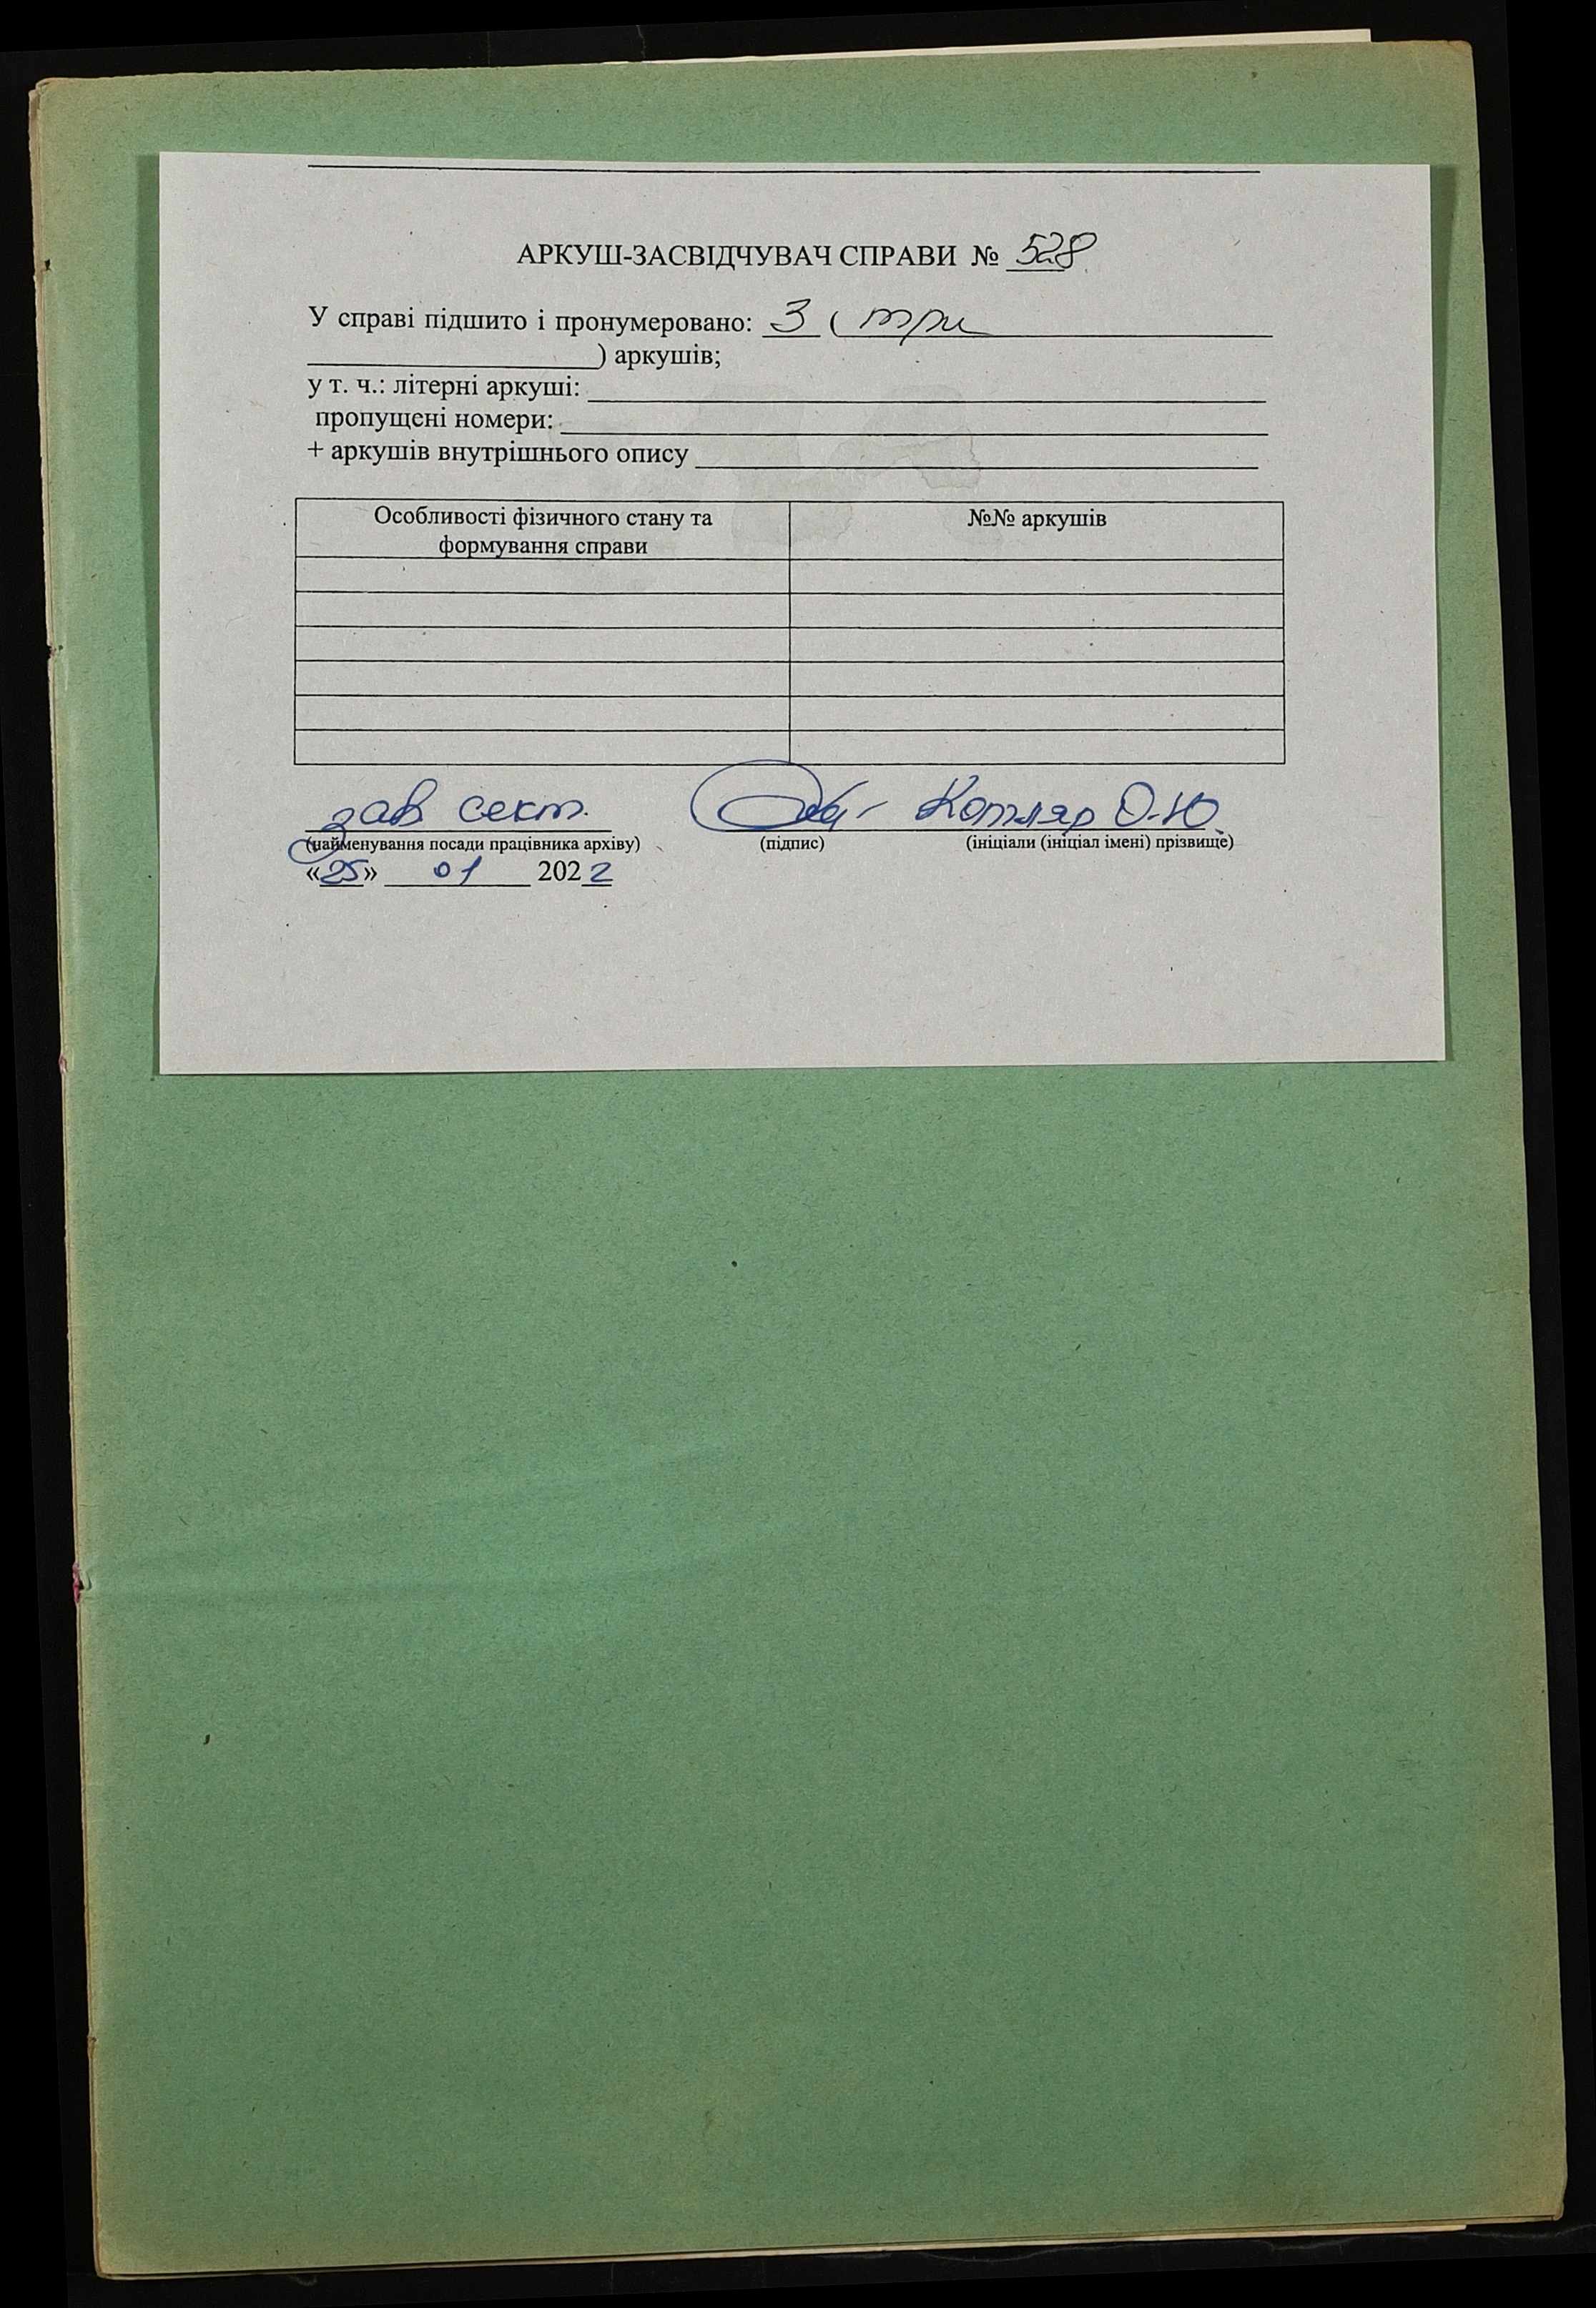 АРКУШ-ЗАСВІДЧУВАЧ СПРАВИ № 528
У справі підшито і пронумеровано: 3 ( три
) аркушів;
у т. ч.: літерні аркуші:
пропущені номери:
+ аркушів внутрішнього опису
Особливості фізичного стану та формування справи №№ аркушів
зав сект. Котляр О.Ю.
(найменування посади працівника архіву) (підпис) (ініціали (ініціал імені) прізвище)
«25» 01 2022